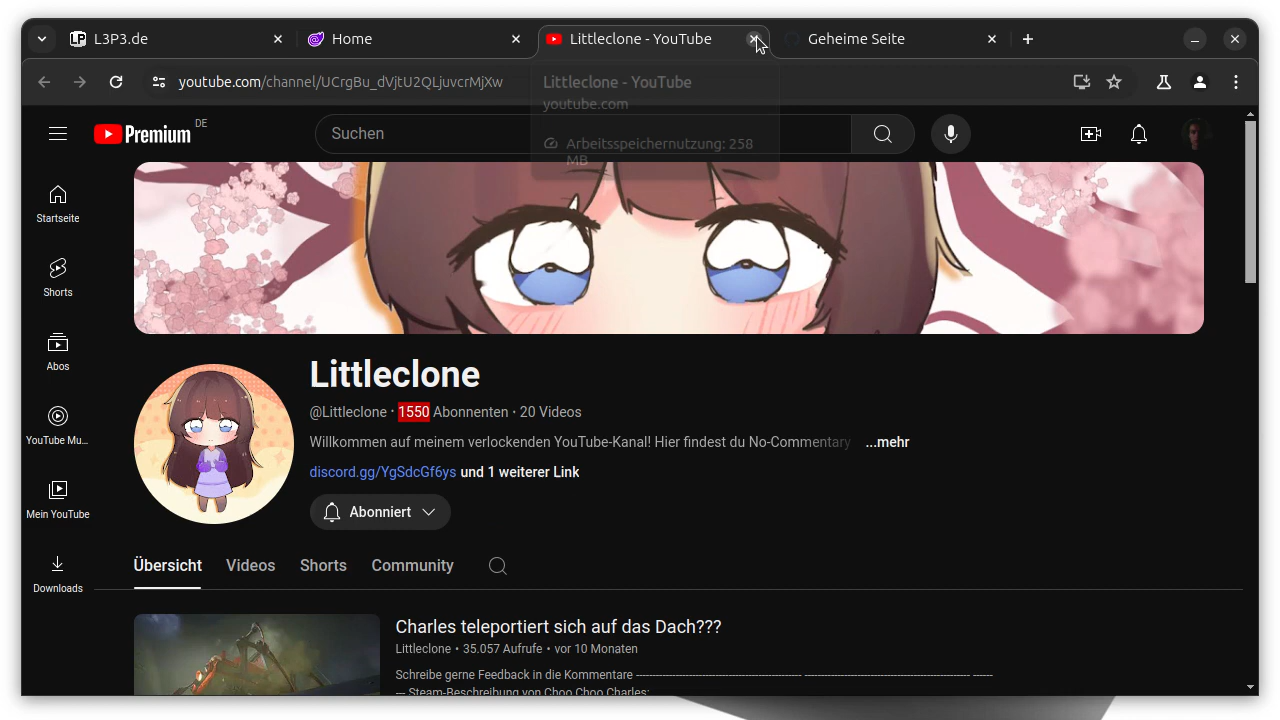 L3P3.de
Home
Littleclone - YouTube
Geheime Seite
youtube.com/channel/UCrgBu_dVjtU2QLjuvcrMjXw
Littleclone - YouTube
youtube.com
Arbeitsspeichernutzung: 258
MB
Premium DE
Suchen
Startseite
Shorts
Abos
YouTube Mu...
Mein YouTube
Downloads
Littleclone
@Littleclone · 1550 Abonnenten · 20 Videos
Willkommen auf meinem verlockenden YouTube-Kanal! Hier findest du No-Commentary ...mehr
discord.gg/YgSdcGf6ys und 1 weiterer Link
Abonniert
Übersicht Videos Shorts Community
Charles teleportiert sich auf das Dach???
Littleclone • 35.057 Aufrufe • vor 10 Monaten
Schreibe gerne Feedback in die Kommentare
--- Steam-Beschreibung von Choo Choo Charles: